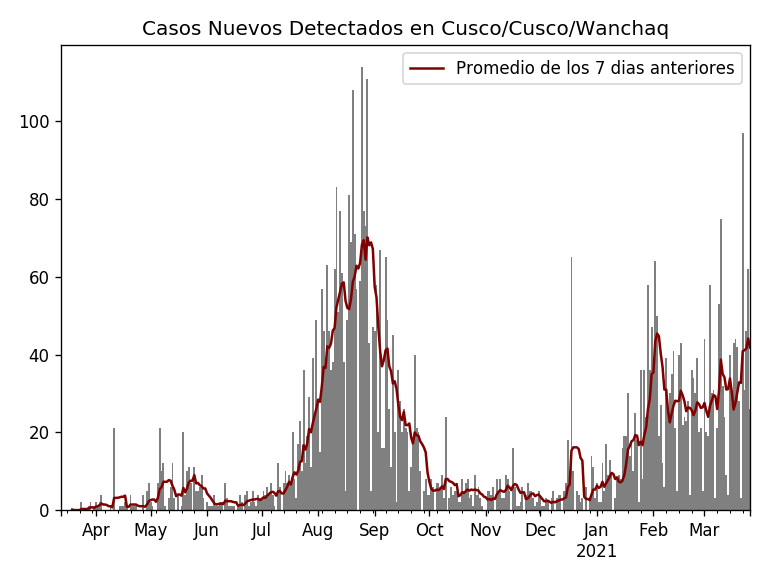 Casos Nuevos Detectados en Cusco/Cusco/Wanchaq
Promedio de los 7 dias anteriores
100
80
60
40
20
0
Apr May Jun Jul Aug Sep Oct Nov Dec Jan Feb Mar
2021